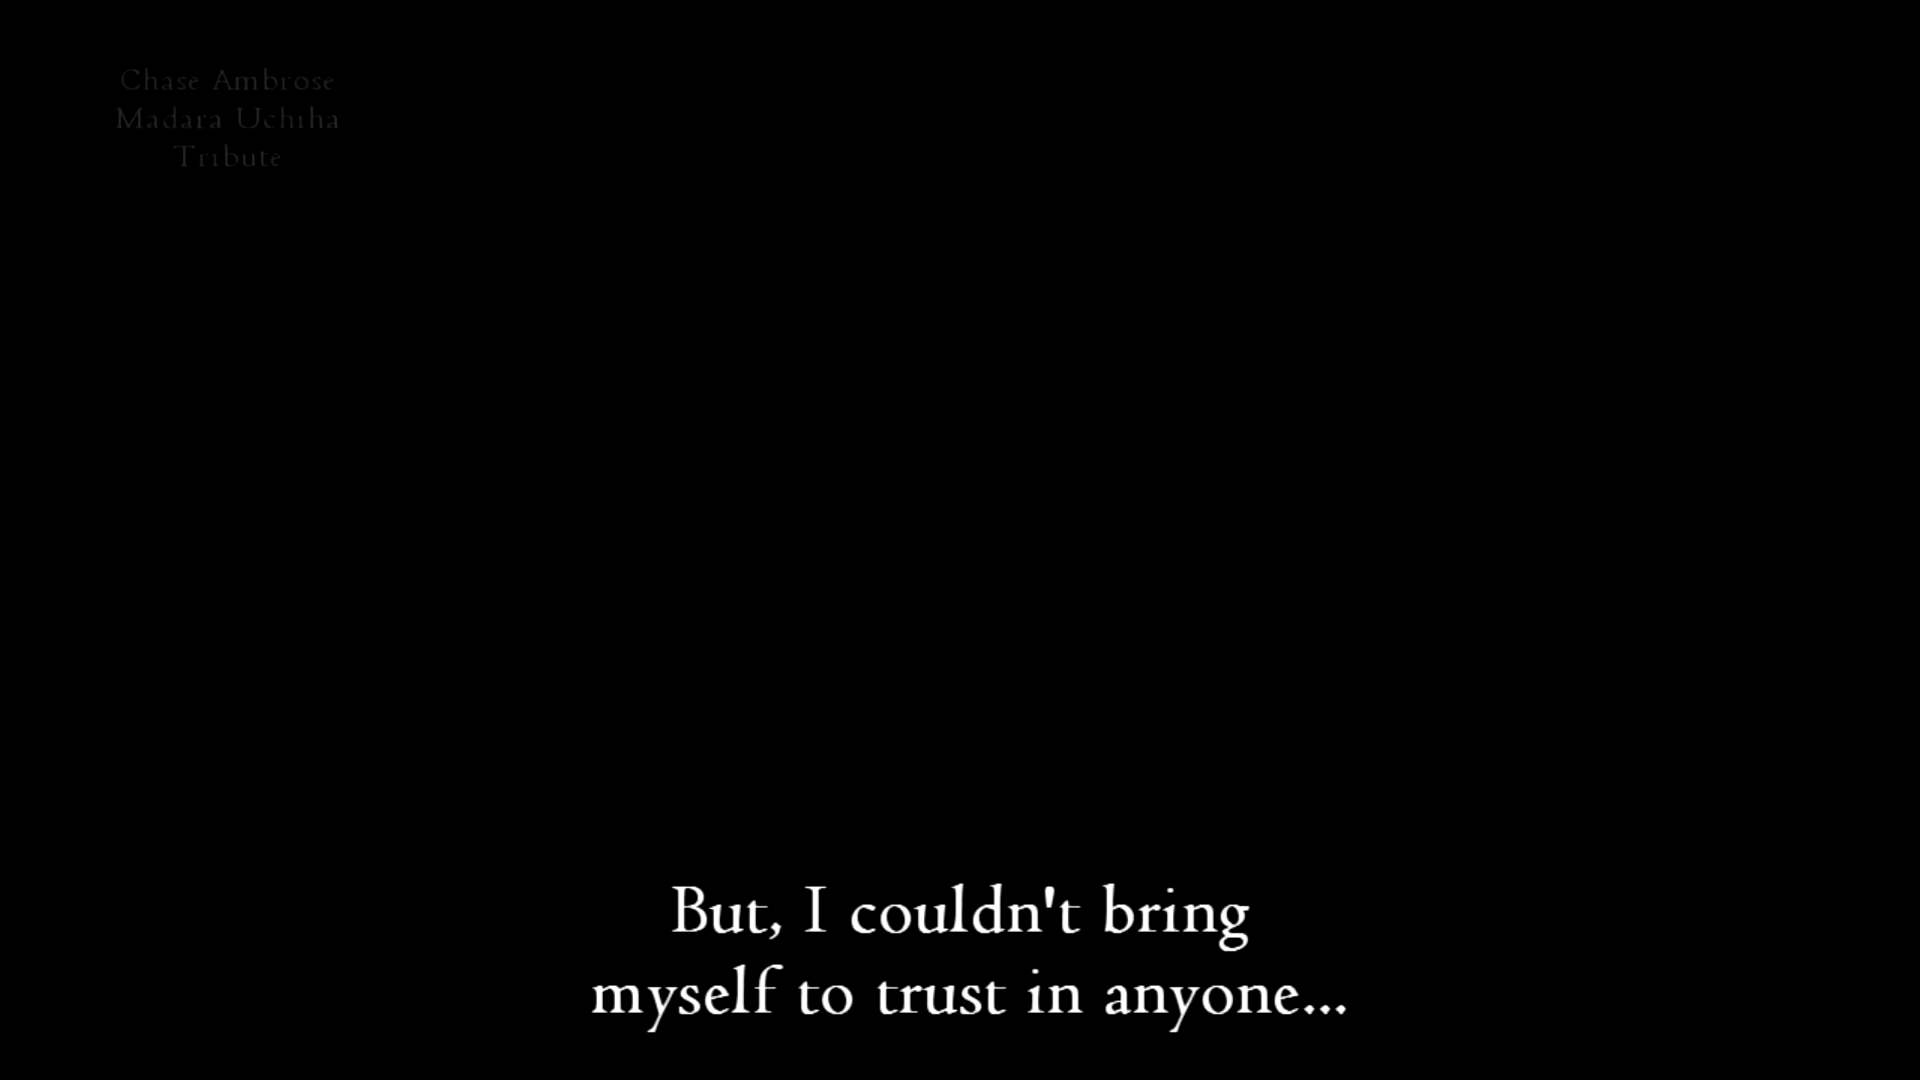 Chase Ambrose
Madara Uchiha
Tribute
But, I couldn't bring
myself to trust in anyone...